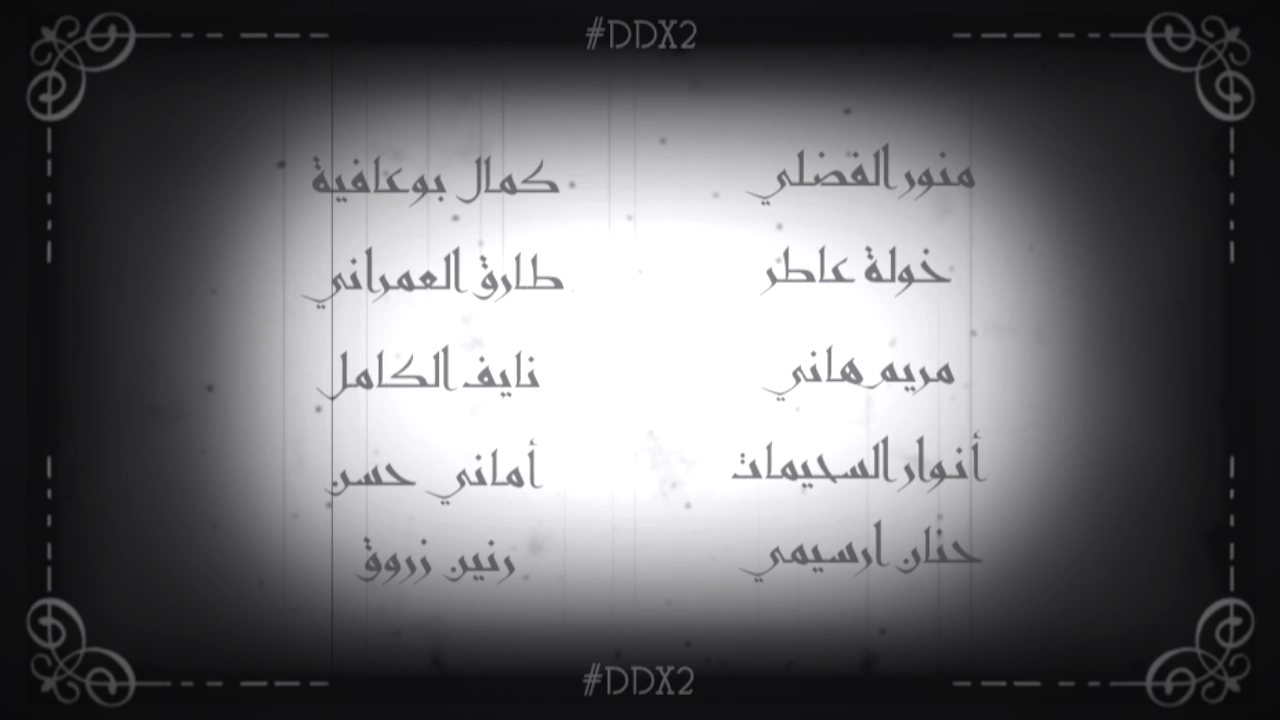 #DDX2
منور الفضلي
كمال بوعافية
خولة عاطر
طارق العمراني
مريم هاني
نايف الكامل
أنوار السحيمات
أماني حسن
حنان ارسيمي
رنين زروق
#DDX2